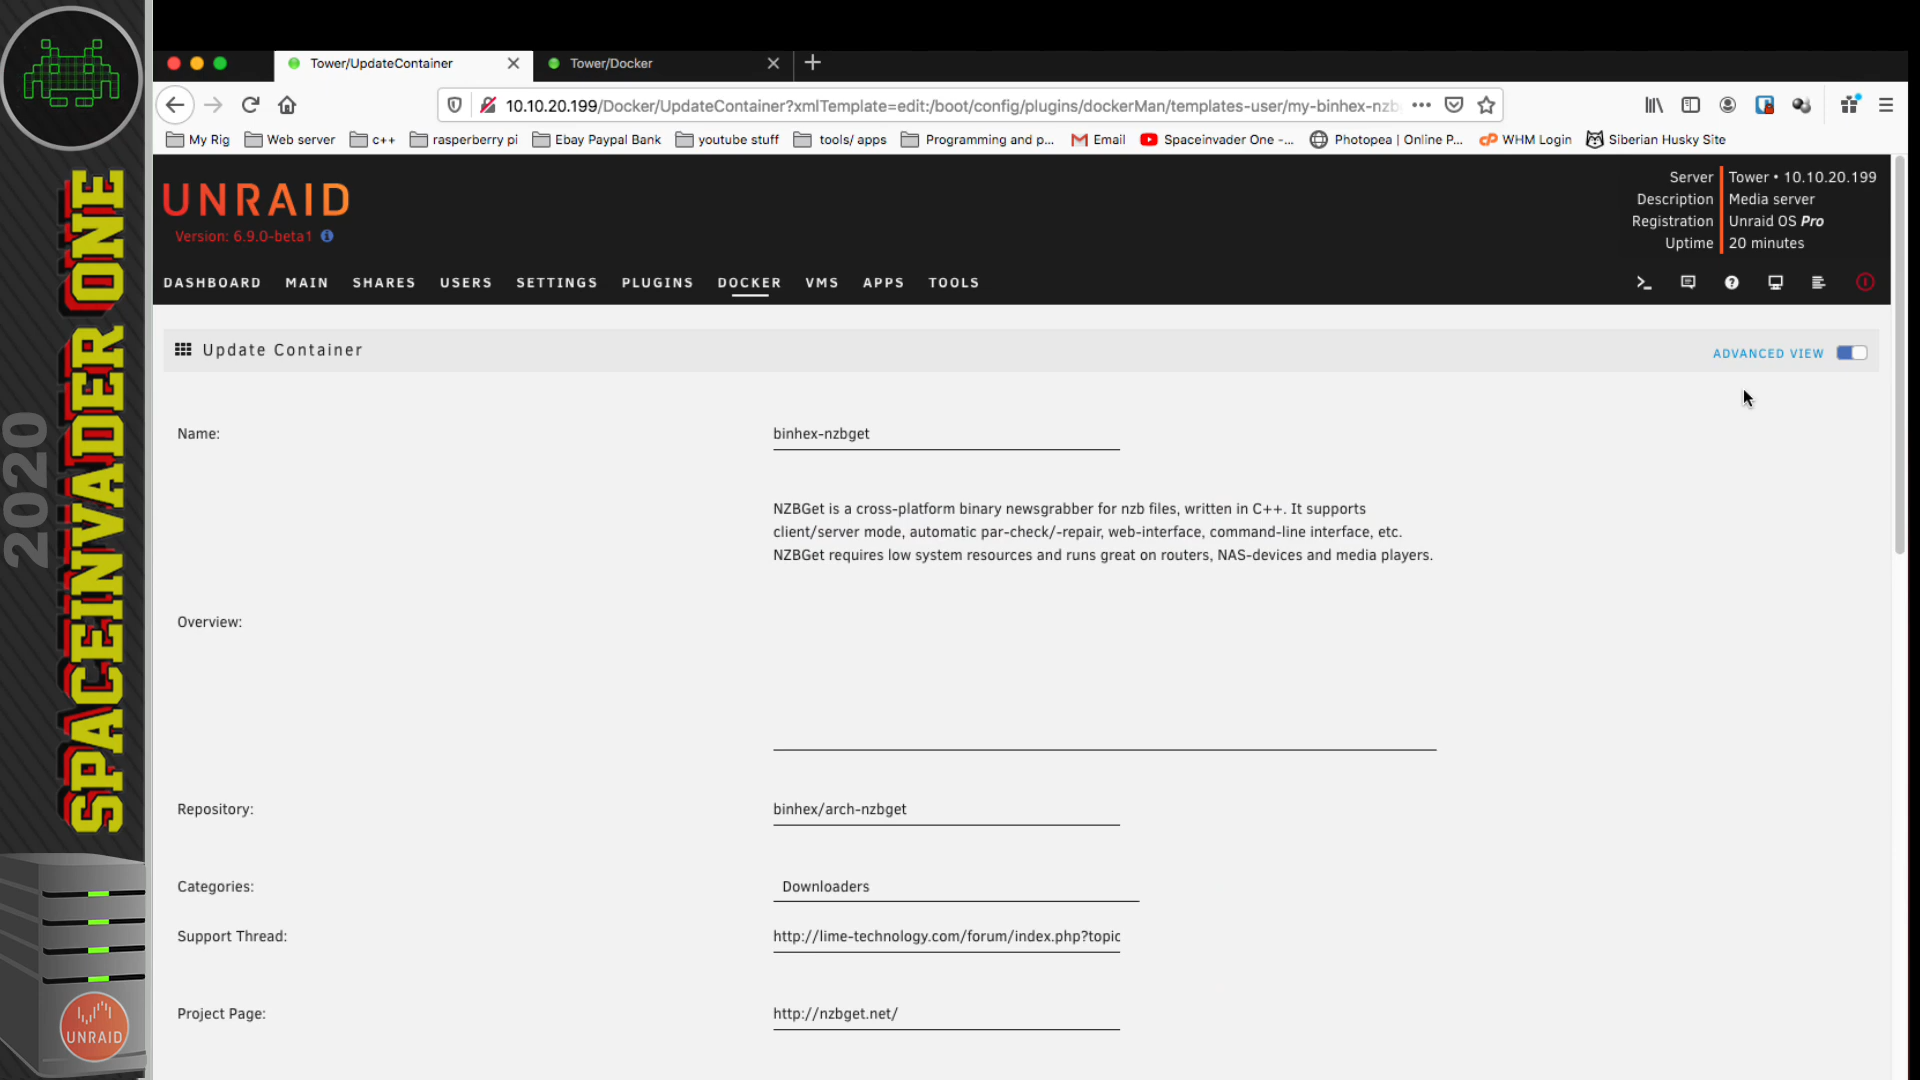 2020
SPACEINVADER ONE
UNRAID
Tower/UpdateContainer
Tower/Docker
10.10.20.199/Docker/UpdateContainer?xmlTemplate=edit:/boot/config/plugins/dockerMan/templates-user/my-binhex-nzb
My Rig
Web server
c++
rasperberry pi
Ebay Paypal Bank
youtube stuff
tools/ apps
Programming and p...
Email
Spaceinvader One -...
Photopea | Online P...
WHM Login
Siberian Husky Site
UNRAID
Version: 6.9.0-beta1
Server Tower • 10.10.20.199
Description Media server
Registration Unraid OS Pro
Uptime 20 minutes
DASHBOARD MAIN SHARES USERS SETTINGS PLUGINS DOCKER VMS APPS TOOLS
Update Container
ADVANCED VIEW
Name:
binhex-nzbget
NZBGet is a cross-platform binary newsgrabber for nzb files, written in C++. It supports
client/server mode, automatic par-check/-repair, web-interface, command-line interface, etc.
NZBGet requires low system resources and runs great on routers, NAS-devices and media players.
Overview:
Repository:
binhex/arch-nzbget
Categories:
Downloaders
Support Thread:
http://lime-technology.com/forum/index.php?topic
Project Page:
http://nzbget.net/